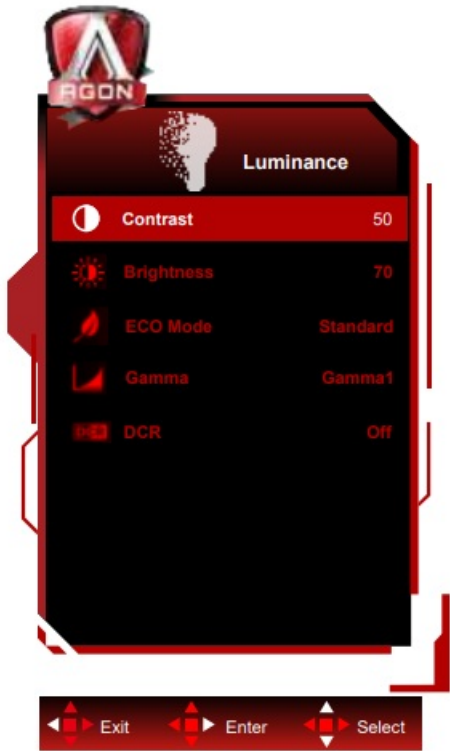 AGON
Luminance
Contrast 50
Brightness 70
ECO Mode Standard
Gamma Gamma1
DCR Off
Exit Enter Select